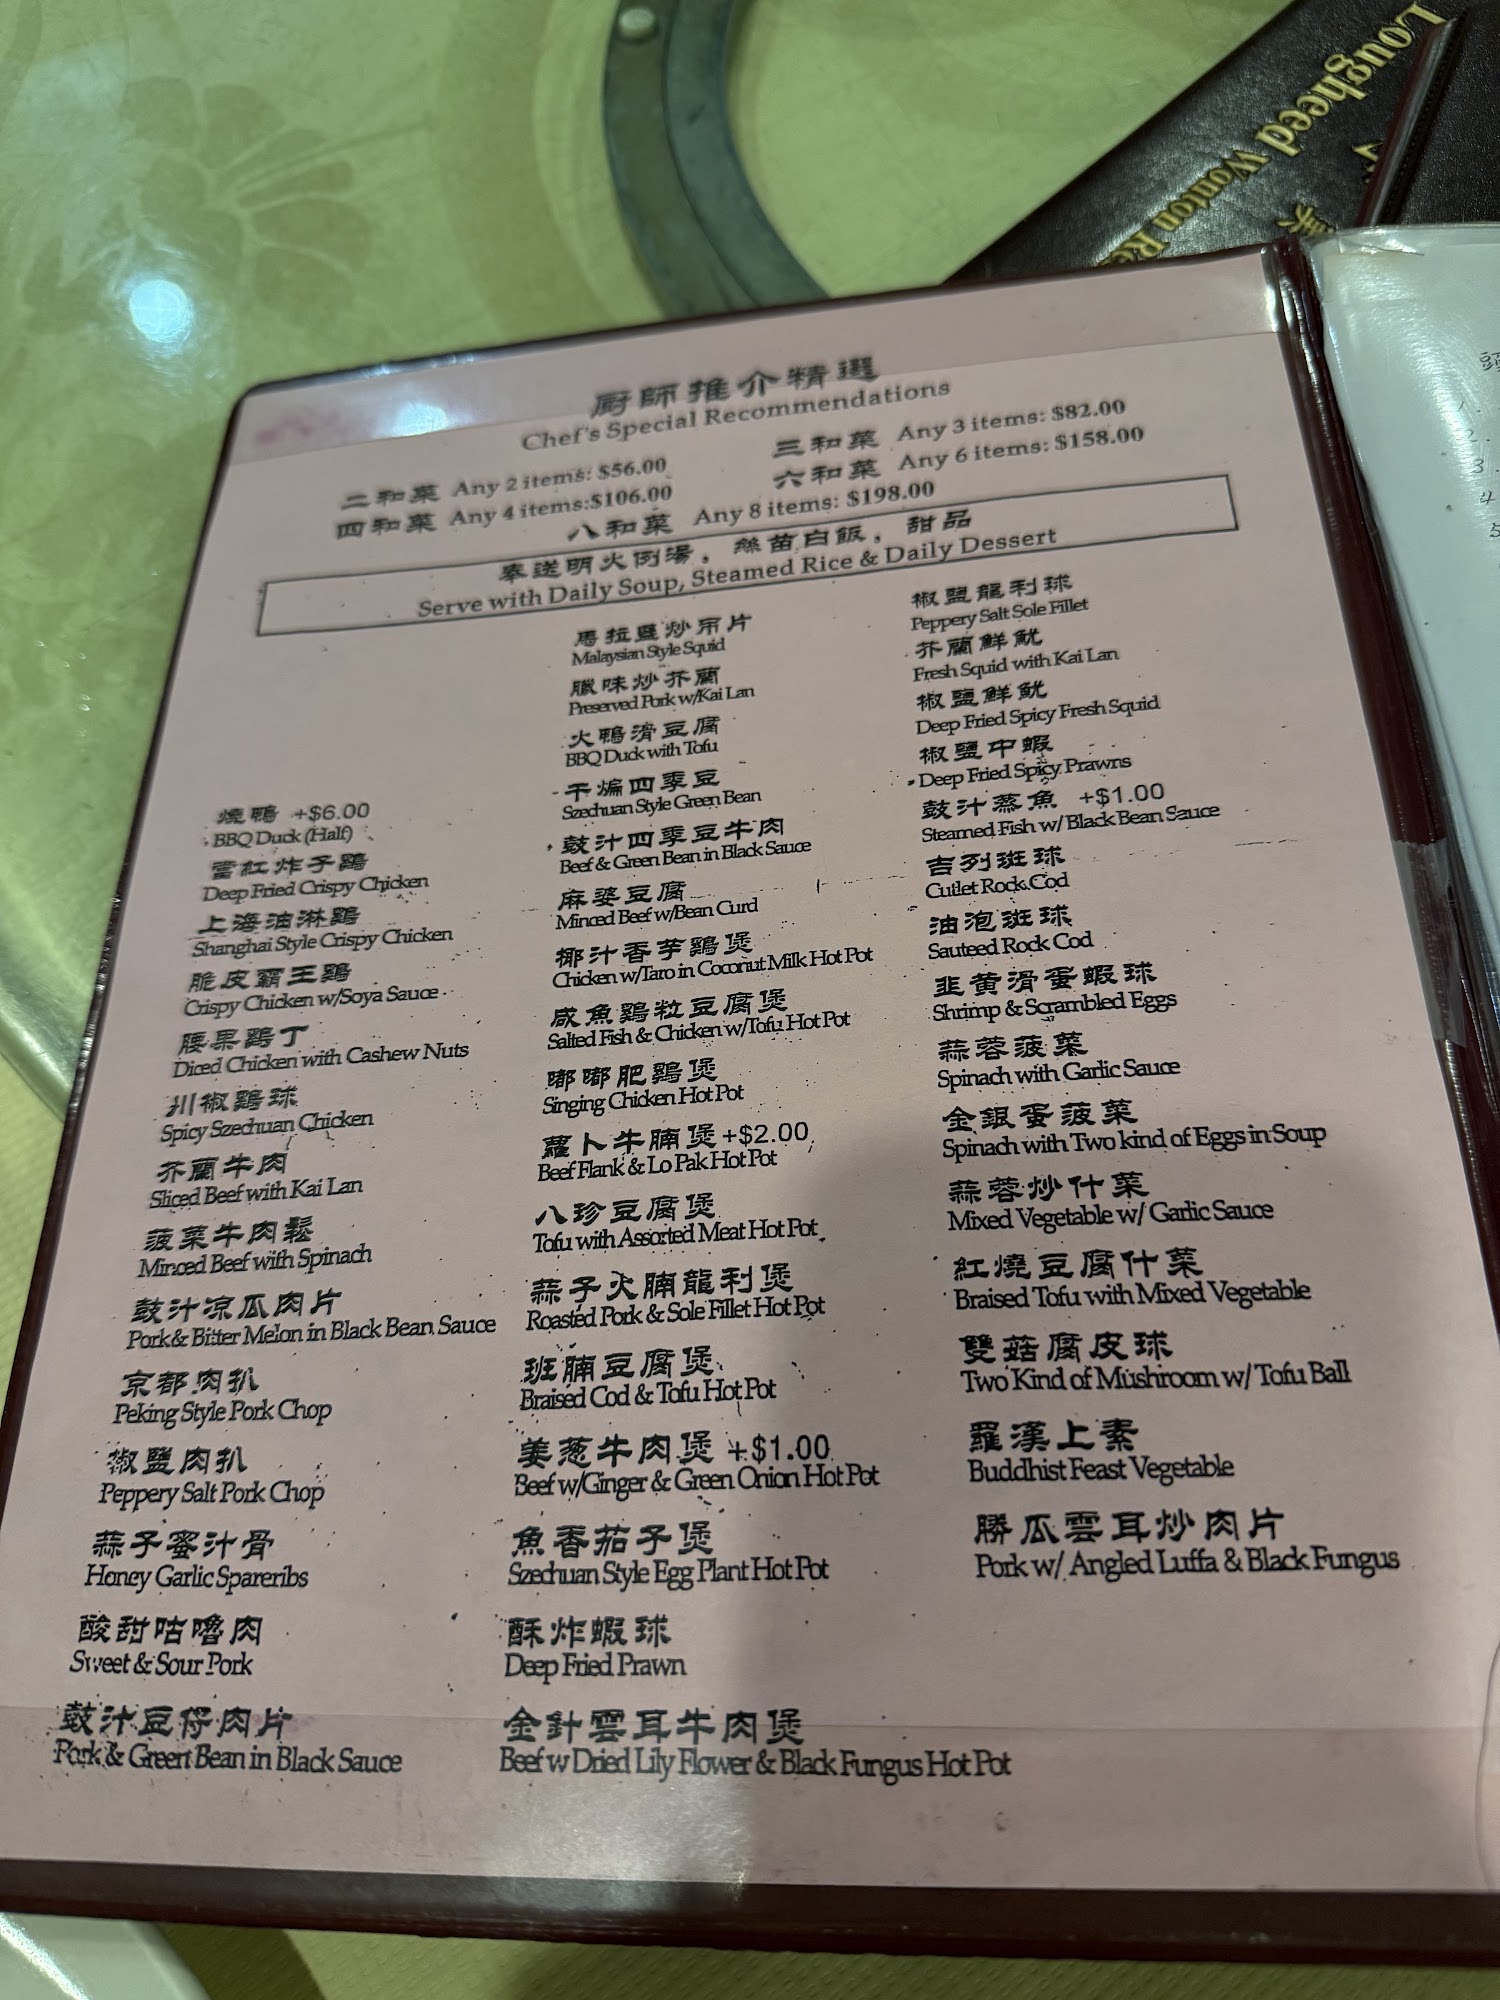 Lougheed Wonton
厨師推介精選
Chef's Special Recommendations
二和菜 Any 2 items: $56.00
三和菜 Any 3 items: $82.00
四和菜 Any 4 items:$106.00
六和菜 Any 6 items: $158.00
八和菜 Any 8 items: $198.00
奉送明火例湯, 絲苗白飯, 甜品
Serve with Daily Soup, Steamed Rice & Daily Dessert
燒鴨 +$6.00
BBQ Duck (Half)
當紅炸子鷄
Deep Fried Crispy Chicken
上海油淋鷄
Shanghai Style Crispy Chicken
脆皮霸王鷄
Crispy Chicken w/Soya Sauce
腰果鷄丁
Diced Chicken with Cashew Nuts
川椒鷄球
Spicy Szechuan Chicken
芥蘭牛肉
Sliced Beef with Kai Lan
菠菜牛肉鬆
Minced Beef with Spinach
鼓汁凉瓜肉片
Pork & Bitter Melon in Black Bean Sauce
京都肉扒
Peking Style Pork Chop
椒鹽肉扒
Peppery Salt Pork Chop
蒜子蜜汁骨
Honey Garlic Spareribs
酸甜咕嚕肉
Sweet & Sour Pork
鼓汁豆仔肉片
Pork & Green Bean in Black Sauce
馬拉盞炒吊片
Malaysian Style Squid
臘味炒芥蘭
Preserved Pork w/Kai Lan
火鴨滑豆腐
BBQ Duck with Tofu
干煸四季豆
Szechuan Style Green Bean
鼓汁四季豆牛肉
Beef & Green Bean in Black Sauce
麻婆豆腐
Minced Beef w/Bean Curd
椰汁香芋鷄煲
Chicken w/Taro in Coconut Milk Hot Pot
咸魚鷄粒豆腐煲
Salted Fish & Chicken w/Tofu Hot Pot
嘟嘟肥鷄煲
Singing Chicken Hot Pot
蘿卜牛腩煲+$2.00
Beef Flank & Lo Pak Hot Pot
八珍豆腐煲
Tofu with Assorted Meat Hot Pot
蒜子火腩龍利煲
Roasted Pork & Sole Fillet Hot Pot
班腩豆腐煲
Braised Cod & Tofu Hot Pot
姜葱牛肉煲 +$1.00
Beef w/Ginger & Green Onion Hot Pot
魚香茄子煲
Szechuan Style Egg Plant Hot Pot
酥炸蝦球
Deep Fried Prawn
金針雲耳牛肉煲
Beef w Dried Lily Flower & Black Fungus Hot Pot
椒鹽龍利球
Peppery Salt Sole Fillet
芥蘭鮮魷
Fresh Squid with Kai Lan
椒鹽鮮魷
Deep Fried Spicy Fresh Squid
椒鹽中蝦
Deep Fried Spicy Prawns
鼓汁蒸魚 +$1.00
Steamed Fish w/ Black Bean Sauce
吉列斑球
Cutlet Rock Cod
油泡斑球
Sauteed Rock Cod
韭黄滑蛋蝦球
Shrimp & Scrambled Eggs
蒜蓉菠菜
Spinach with Garlic Sauce
金銀蛋菠菜
Spinach with Two kind of Eggs in Soup
蒜蓉炒什菜
Mixed Vegetable w/ Garlic Sauce
紅燒豆腐什菜
Braised Tofu with Mixed Vegetable
雙菇腐皮球
Two Kind of Mushroom w/ Tofu Ball
羅漢上素
Buddhist Feast Vegetable
勝瓜雲耳炒肉片
Pork w/ Angled Luffa & Black Fungus